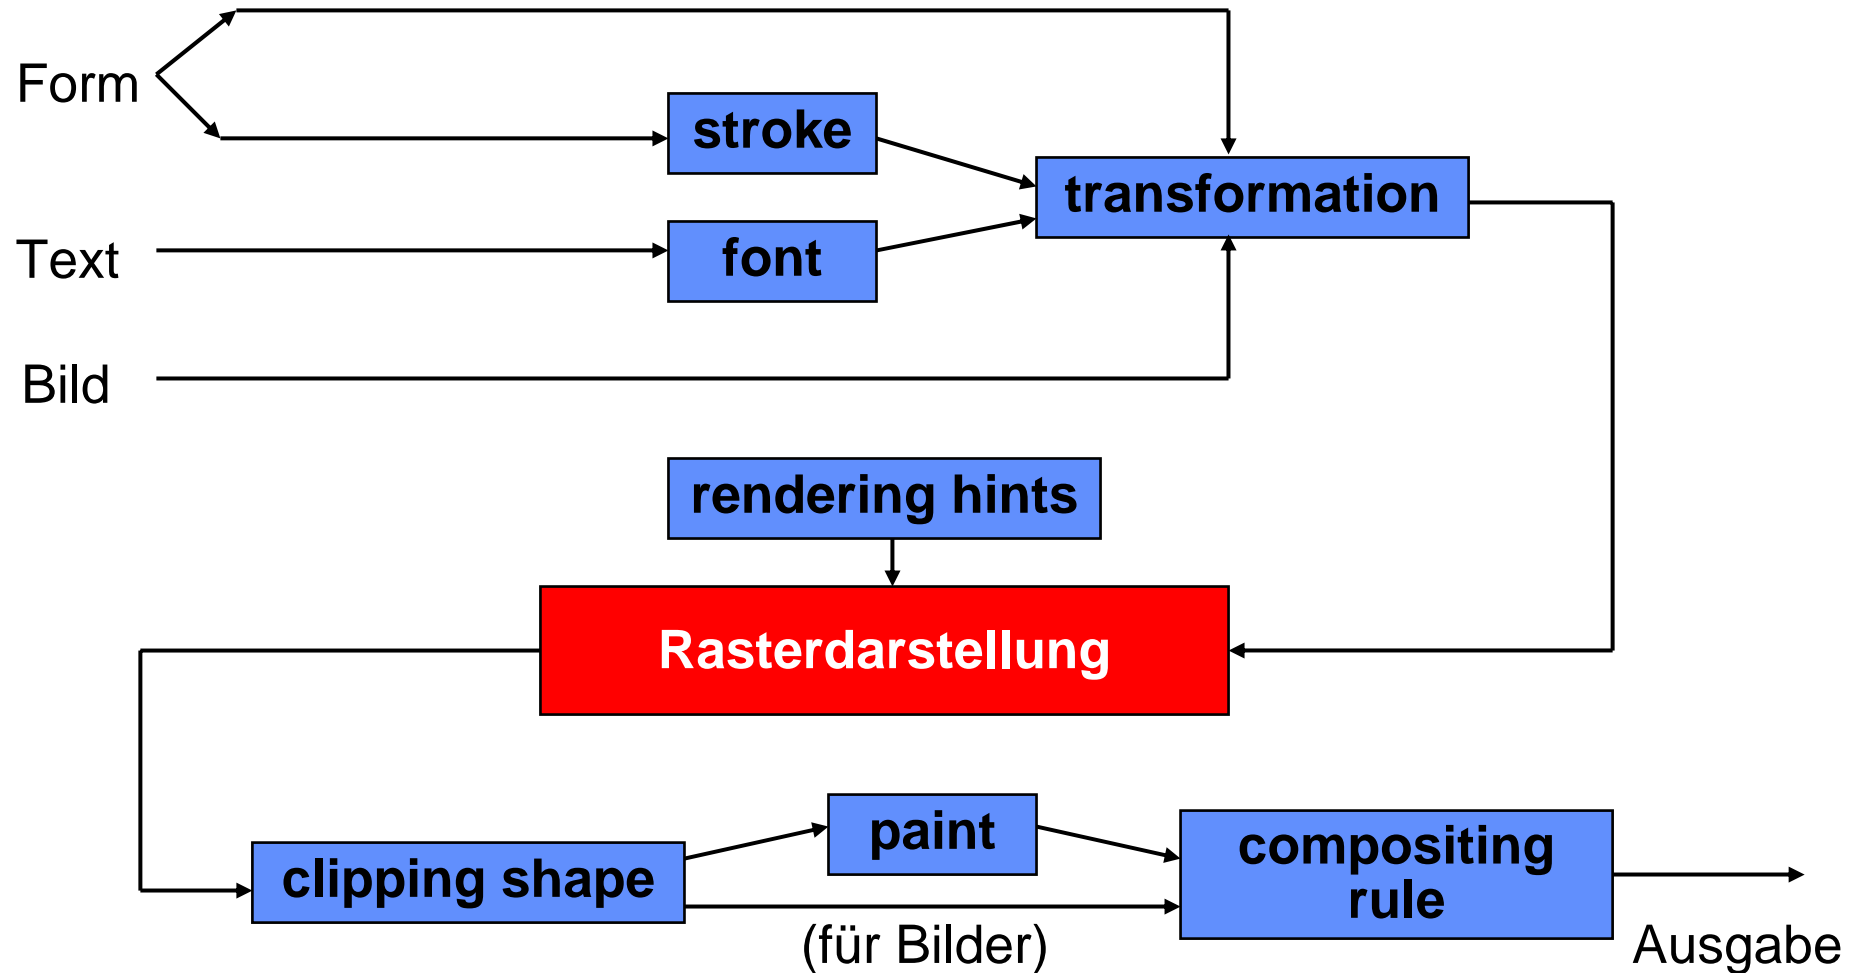 Form
stroke
transformation
Text
font
Bild
rendering hints
Rasterdarstellung
paint
compositing
rule
clipping shape
(für Bilder)
Ausgabe